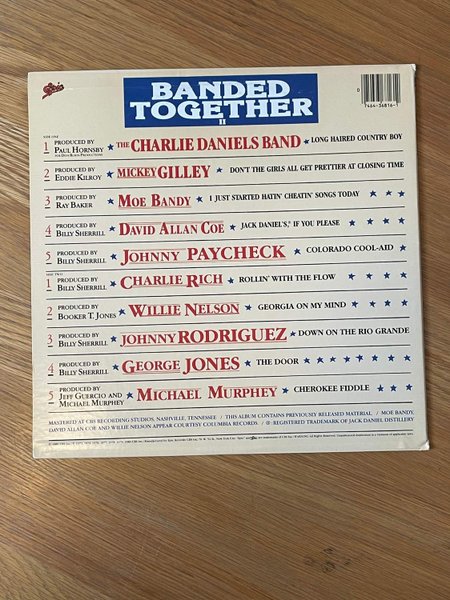 Epic
BANDED
TOGETHER
II
0
7464-36816-1
SIDE ONE
1 PRODUCED BY PAUL HORNSBY ★ THE CHARLIE DANIELS BAND ★ LONG HAIRED COUNTRY BOY
2 PRODUCED BY EDDIE KILROY ★ MICKEY GILLEY ★ DON'T THE GIRLS ALL GET PRETTIER AT CLOSING TIME
3 PRODUCED BY RAY BAKER ★ MOE BANDY ★ I JUST STARTED HATIN' CHEATIN' SONGS TODAY ★ ★ ★
4 PRODUCED BY BILLY SHERRILL ★ DAVID ALLAN COE ★ JACK DANIEL'S,® IF YOU PLEASE ★ ★ ★ ★
5 PRODUCED BY BILLY SHERRILL ★ JOHNNY PAYCHECK ★ COLORADO COOL-AID ★ ★
SIDE TWO
1 PRODUCED BY BILLY SHERRILL ★ CHARLIE RICH ★ ROLLIN' WITH THE FLOW ★ ★ ★ ★
2 PRODUCED BY BOOKER T. JONES ★ WILLIE NELSON ★ GEORGIA ON MY MIND ★ ★ ★ ★
3 PRODUCED BY BILLY SHERRILL ★ JOHNNY RODRIGUEZ ★ DOWN ON THE RIO GRANDE
4 PRODUCED BY BILLY SHERRILL ★ GEORGE JONES ★ THE DOOR ★ ★ ★ ★ ★ ★
5 PRODUCED BY JEFF GUERCIO AND MICHAEL MURPHEY ★ MICHAEL MURPHEY ★ CHEROKEE FIDDLE ★ ★ ★
MASTERED AT CBS RECORDING STUDIOS, NASHVILLE, TENNESSEE / THIS ALBUM CONTAINS PREVIOUSLY RELEASED MATERIAL / MOE BANDY,
DAVID ALLAN COE AND WILLIE NELSON APPEAR COURTESY COLUMBIA RECORDS. / ® REGISTERED TRADEMARK OF JACK DANIEL DISTILLERY